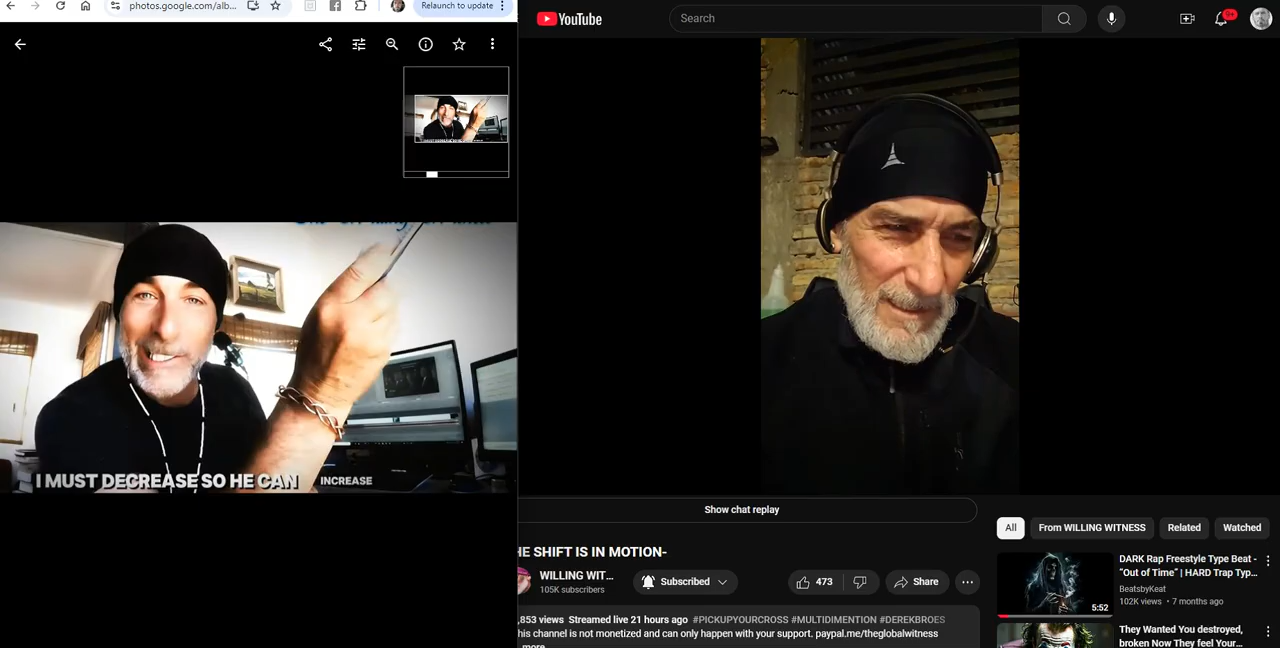 photos.google.com/alb...
Relaunch to update
I MUST DECREASE SO HE CAN INCREASE
YouTube
Search
9+
Show chat replay
HE SHIFT IS IN MOTION-
WILLING WIT...
105K subscribers
Subscribed
473
Share
,853 views Streamed live 21 hours ago #PICKUPYOURCROSS #MULTIDIMENTION #DEREKBROES
his channel is not monetized and can only happen with your support. paypal.me/theglobalwitness
...more
All
From WILLING WITNESS
Related
Watched
DARK Rap Freestyle Type Beat -
"Out of Time" | HARD Trap Typ...
BeatsbyKeat
102K views • 7 months ago
5:52
They Wanted You destroyed,
broken Now They feel Your...